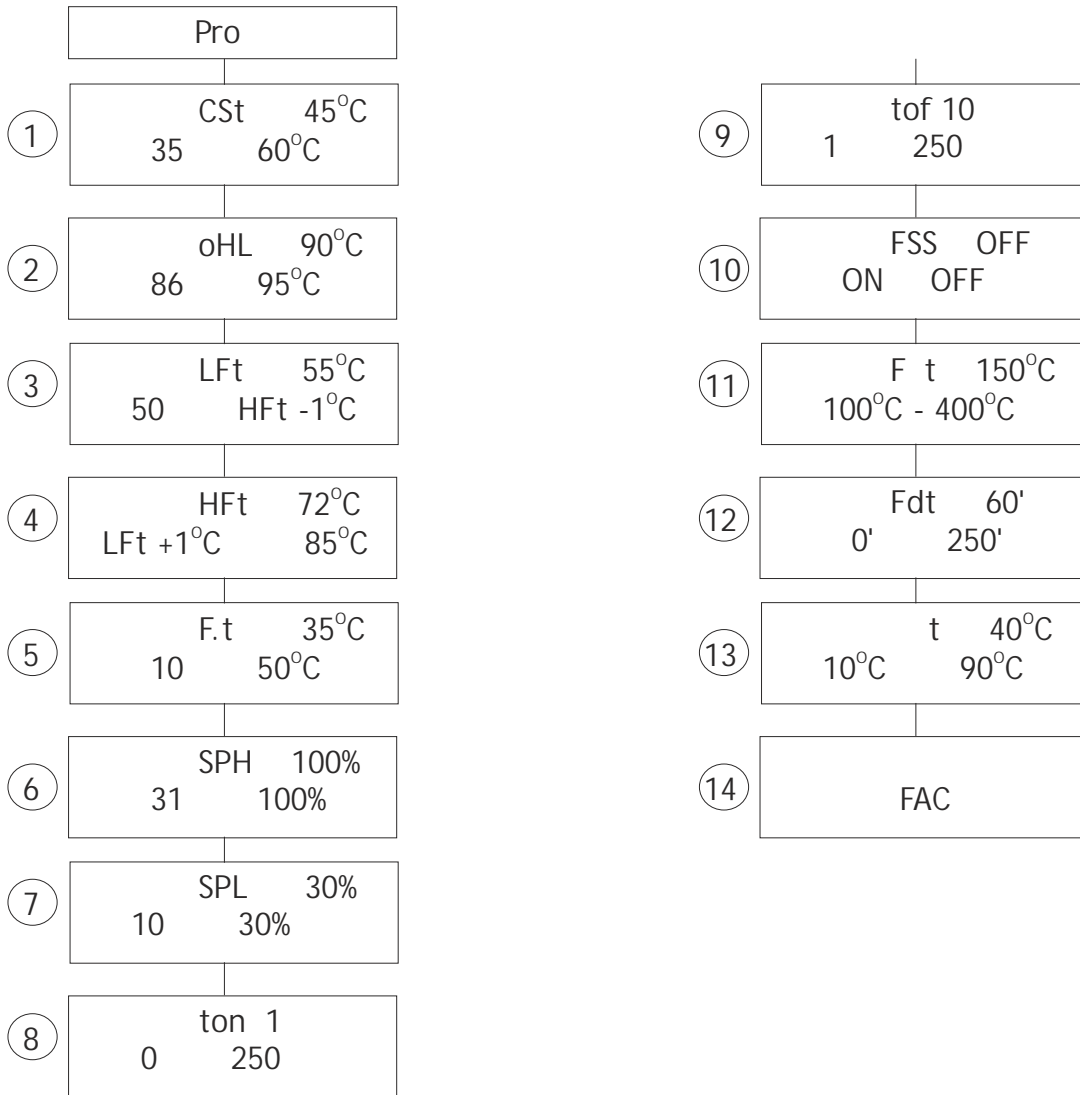 Pro
1
CSt 45°C
35 60°C
2
oHL 90°C
86 95°C
3
LFt 55°C
50 HFt -1°C
4
HFt 72°C
LFt +1°C 85°C
5
F.t 35°C
10 50°C
6
SPH 100%
31 100%
7
SPL 30%
10 30%
8
ton 1
0 250
9
tof 10
1 250
10
FSS OFF
ON OFF
11
F t 150°C
100°C - 400°C
12
Fdt 60'
0' 250'
13
t 40°C
10°C 90°C
14
FAC